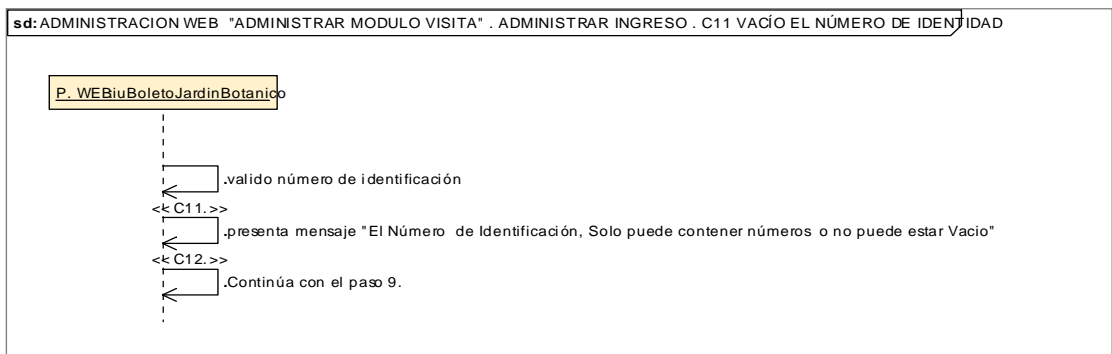 sd: ADMINISTRACION WEB "ADMINISTRAR MODULO VISITA" . ADMINISTRAR INGRESO . C11 VACÍO EL NÚMERO DE IDENTIDAD
P. WEBiuBoletoJardinBotanico
.valido número de identificación
<< C11.>>
.presenta mensaje "El Número de Identificación, Solo puede contener números o no puede estar Vacio"
<< C12.>>
.Continúa con el paso 9.